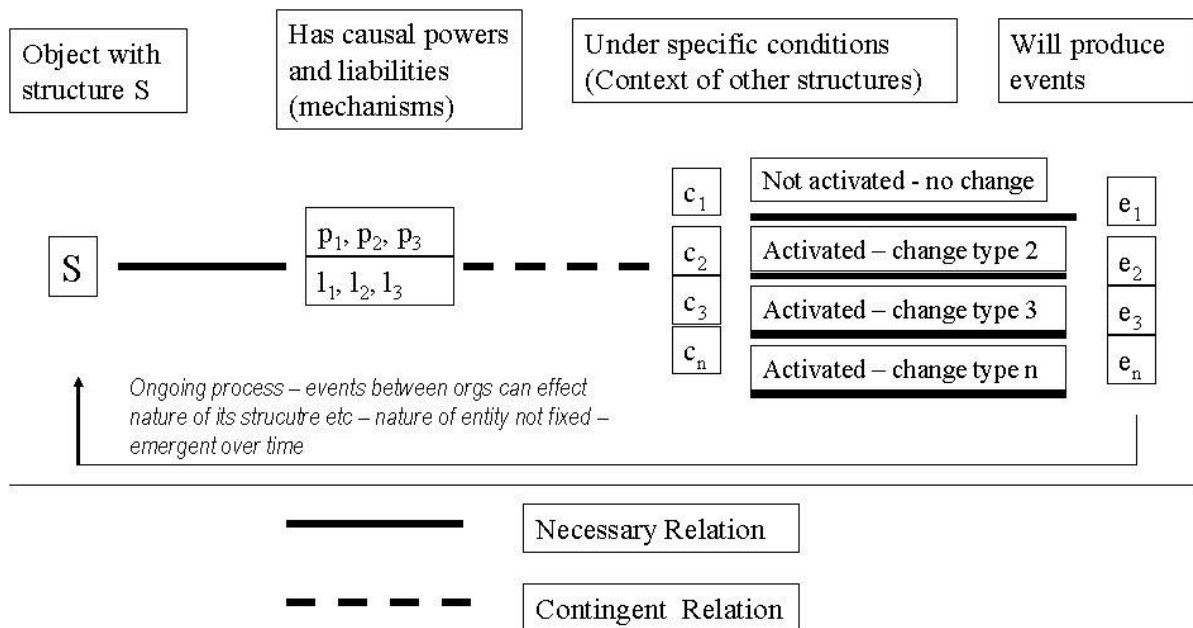 Object with
structure S
Has causal powers
and liabilities
(mechanisms)
Under specific conditions
(Context of other structures)
Will produce
events
S
p₁, p₂, p₃
l₁, l₂, l₃
c₁
Not activated - no change
e₁
c₂
Activated – change type 2
e₂
c₃
Activated – change type 3
e₃
cₙ
Activated – change type n
eₙ
Ongoing process – events between orgs can effect
nature of its strucutre etc – nature of entity not fixed –
emergent over time
Necessary Relation
Contingent Relation